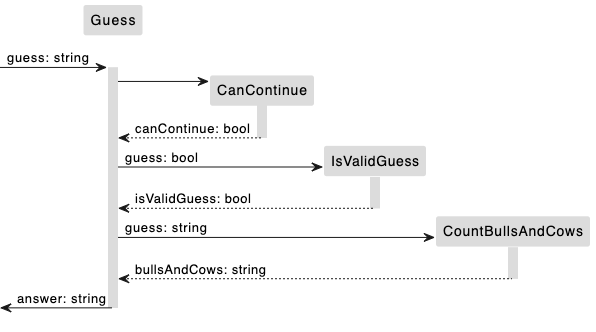 Guess
guess: string
CanContinue
canContinue: bool
guess: bool
IsValidGuess
isValidGuess: bool
guess: string
CountBullsAndCows
bullsAndCows: string
answer: string